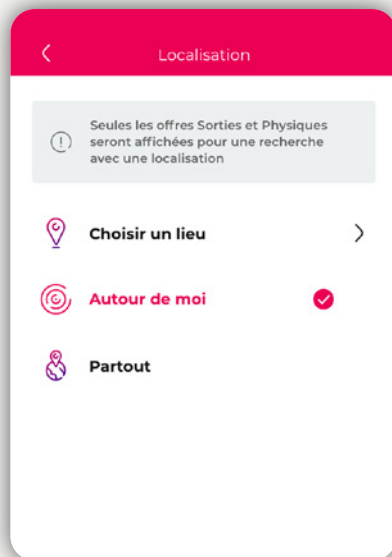 Localisation
Seules les offres Sorties et Physiques
seront affichées pour une recherche
avec une localisation
Choisir un lieu
Autour de moi
Partout